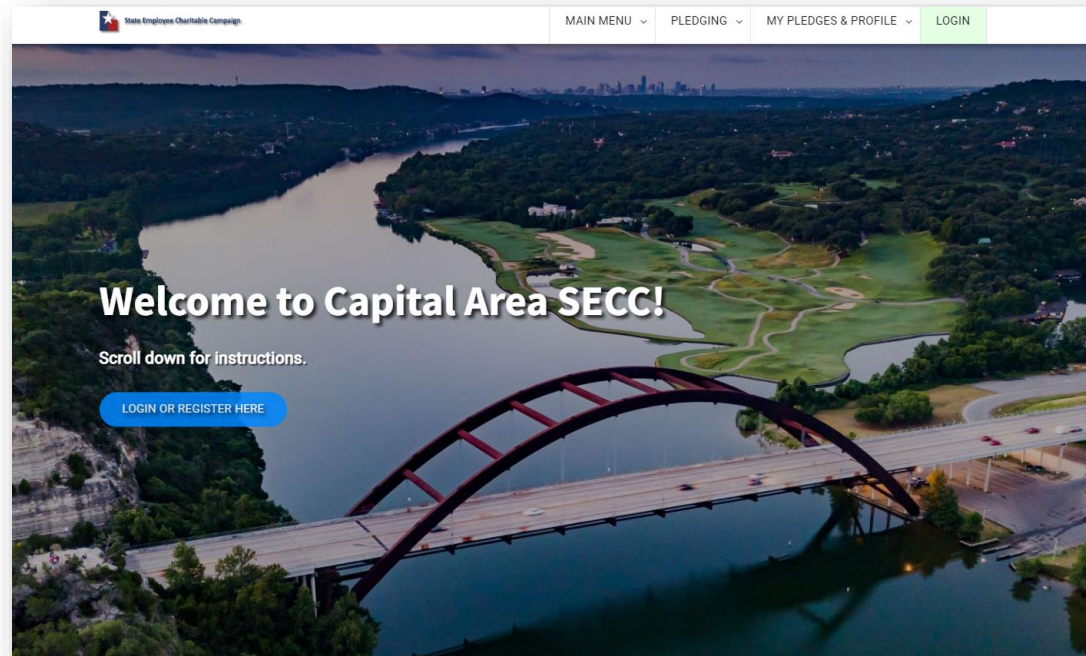 State Employee Charitable Campaign
MAIN MENU
PLEDGING
MY PLEDGES & PROFILE
LOGIN
Welcome to Capital Area SECC!
Scroll down for instructions.
LOGIN OR REGISTER HERE